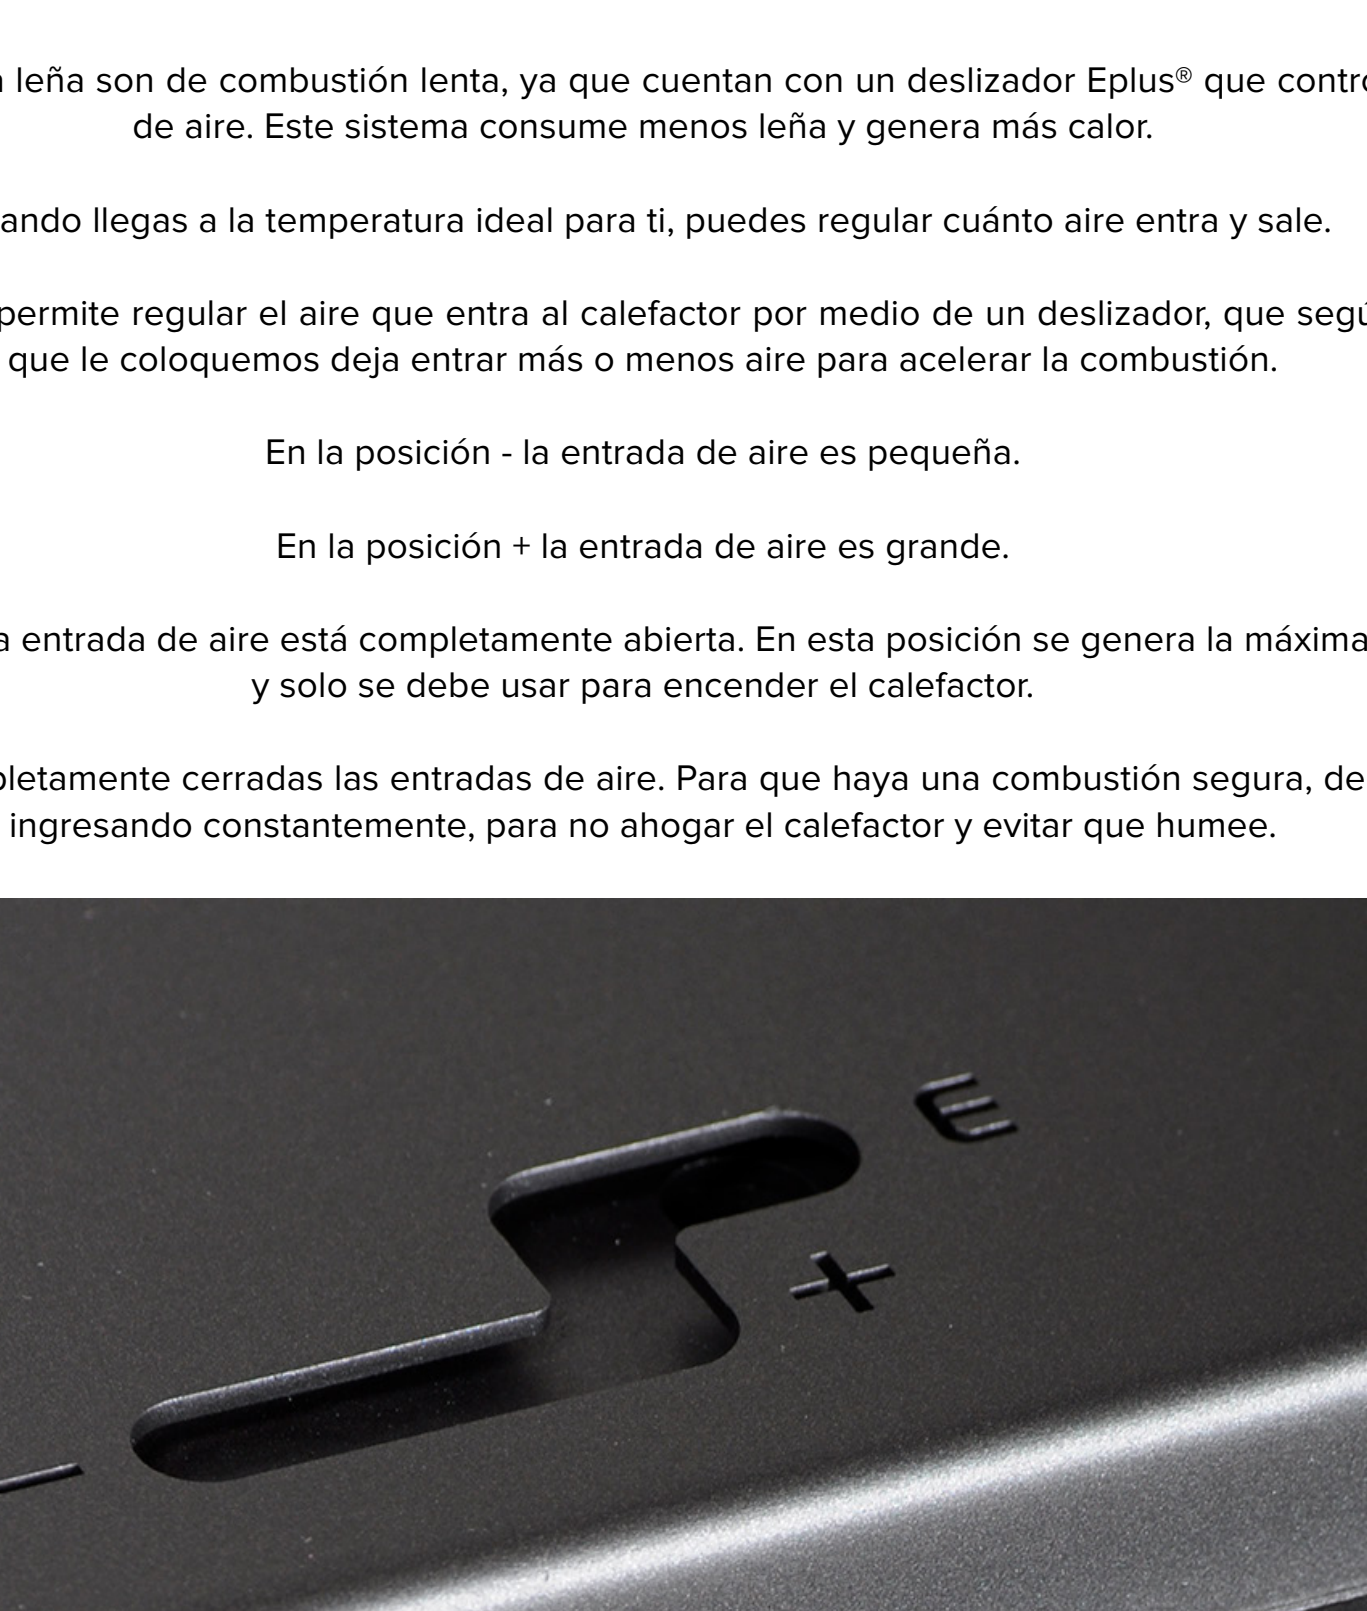 leña son de combustión lenta, ya que cuentan con un deslizador Eplus® que
de aire. Este sistema consume menos leña y genera más calor.
llegas a la temperatura ideal para ti, puedes regular cuánto aire entra y sale.
permite regular el aire que entra al calefactor por medio de un deslizador, que
que le coloquemos deja entrar más o menos aire para acelerar la combustión.
En la posición - la entrada de aire es pequeña.
En la posición + la entrada de aire es grande.
a entrada de aire está completamente abierta. En esta posición se genera la máxima
y solo se debe usar para encender el calefactor.
cerradas las entradas de aire. Para que haya una combustión segura, de
ingresando constantemente, para no ahogar el calefactor y evitar que humee.
E
+
-